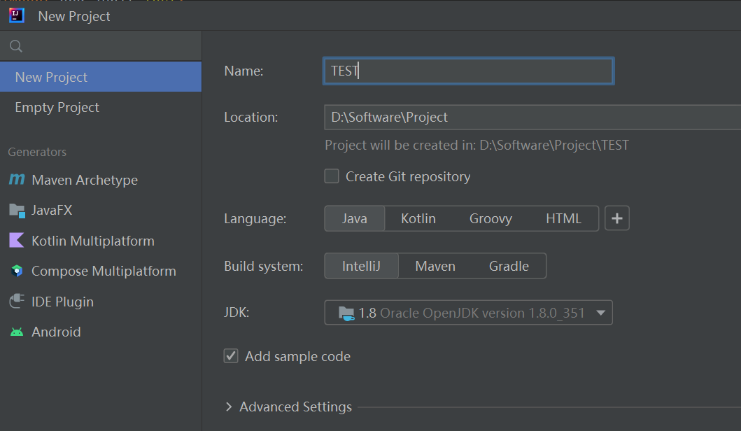 New Project
New Project
Empty Project
Generators
Maven Archetype
JavaFX
Kotlin Multiplatform
Compose Multiplatform
IDE Plugin
Android
Name: TEST
Location: D:\Software\Project
Project will be created in: D:\Software\Project\TEST
Create Git repository
Language: Java Kotlin Groovy HTML +
Build system: IntelliJ Maven Gradle
JDK: 1.8 Oracle OpenJDK version 1.8.0_351
Add sample code
Advanced Settings